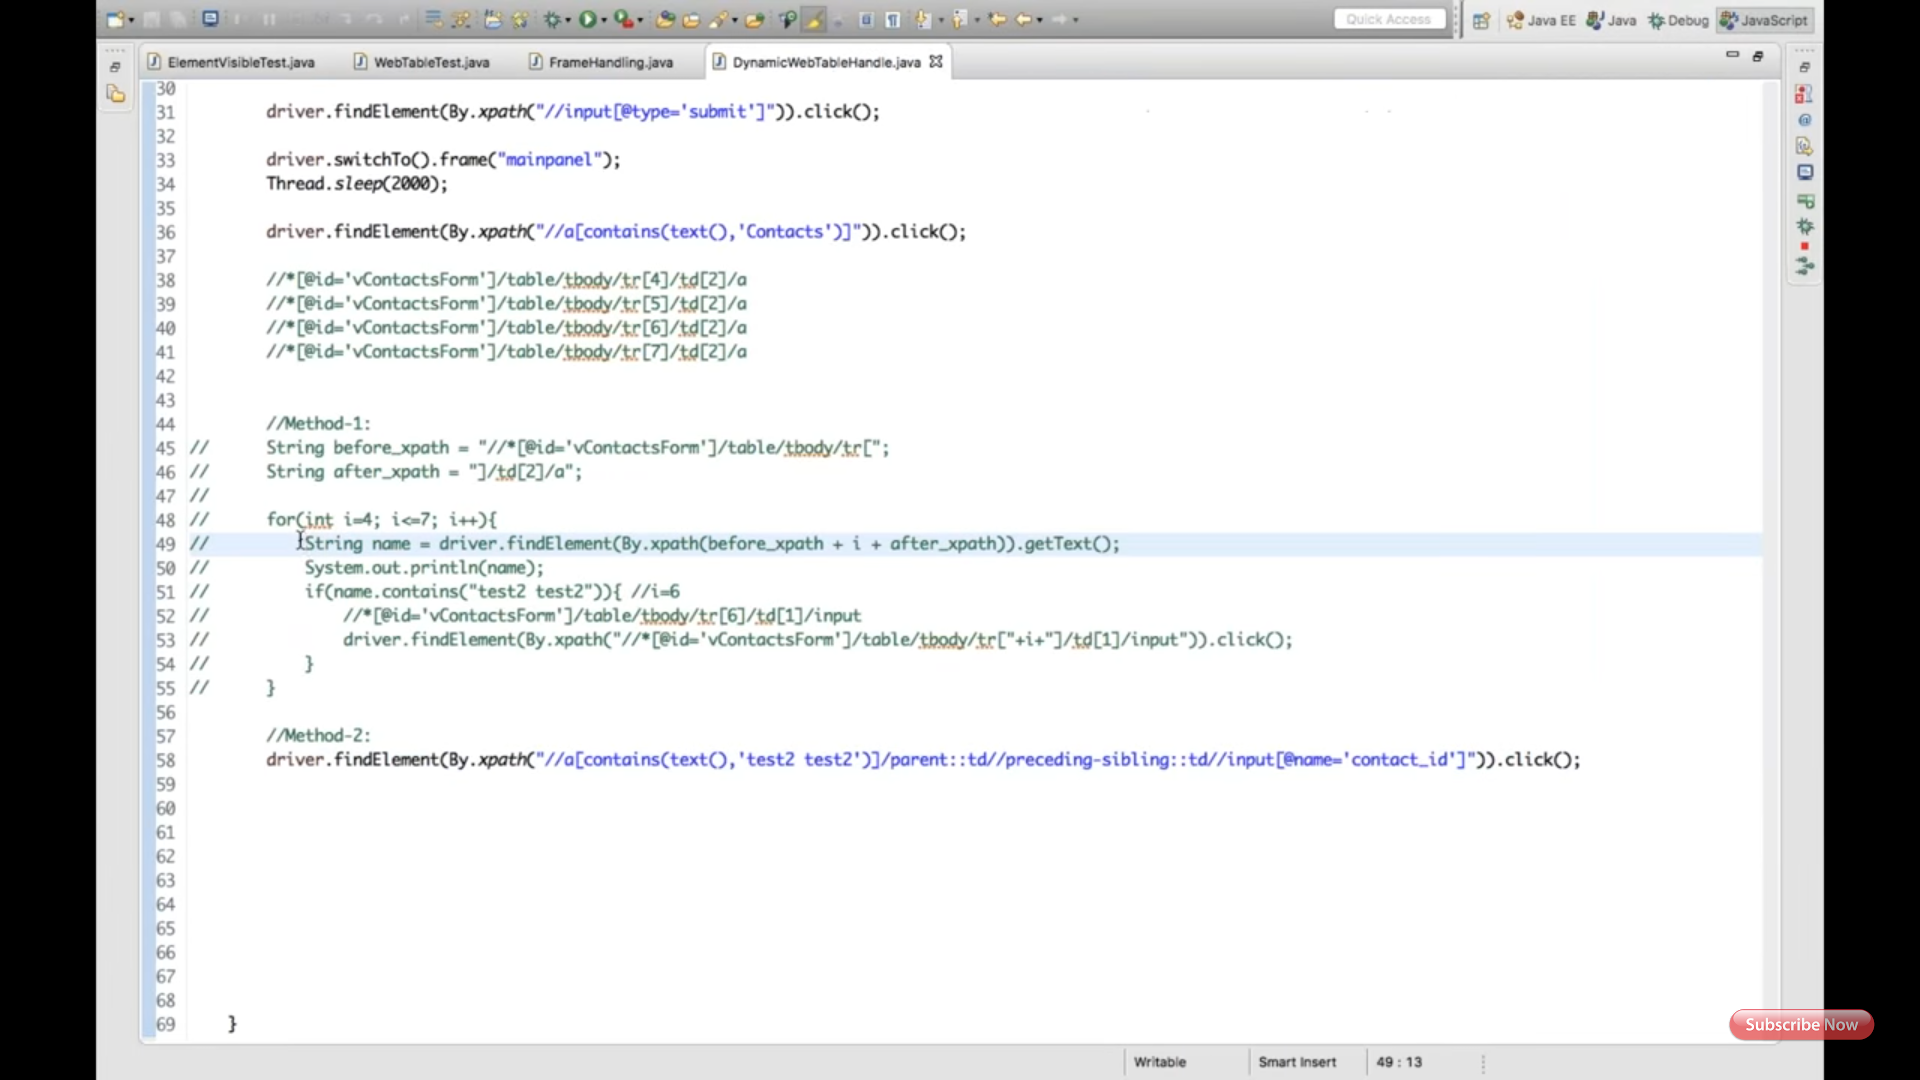 Quick Access
Java EE
Java
Debug
JavaScript
ElementVisibleTest.java
WebTableTest.java
FrameHandling.java
DynamicWebTableHandle.java
30
31 driver.findElement(By.xpath("//input[@type='submit']")).click();
32
33 driver.switchTo().frame("mainpanel");
34 Thread.sleep(2000);
35
36 driver.findElement(By.xpath("//a[contains(text(),'Contacts')]")).click();
37
38 //*[@id='vContactsForm']/table/tbody/tr[4]/td[2]/a
39 //*[@id='vContactsForm']/table/tbody/tr[5]/td[2]/a
40 //*[@id='vContactsForm']/table/tbody/tr[6]/td[2]/a
41 //*[@id='vContactsForm']/table/tbody/tr[7]/td[2]/a
42
43
44 //Method-1:
45 // String before_xpath = "//*[@id='vContactsForm']/table/tbody/tr[";
46 // String after_xpath = "]/td[2]/a";
47 //
48 // for(int i=4; i<=7; i++){
49 // String name = driver.findElement(By.xpath(before_xpath + i + after_xpath)).getText();
50 // System.out.println(name);
51 // if(name.contains("test2 test2")){ //i=6
52 // //*[@id='vContactsForm']/table/tbody/tr[6]/td[1]/input
53 // driver.findElement(By.xpath("//*[@id='vContactsForm']/table/tbody/tr["+i+"]/td[1]/input")).click();
54 // }
55 // }
56
57 //Method-2:
58 driver.findElement(By.xpath("//a[contains(text(),'test2 test2')]/parent::td//preceding-sibling::td//input[@name='contact_id']")).click();
59
60
61
62
63
64
65
66
67
68
69 }
Subscribe Now
Writable
Smart Insert
49 : 13